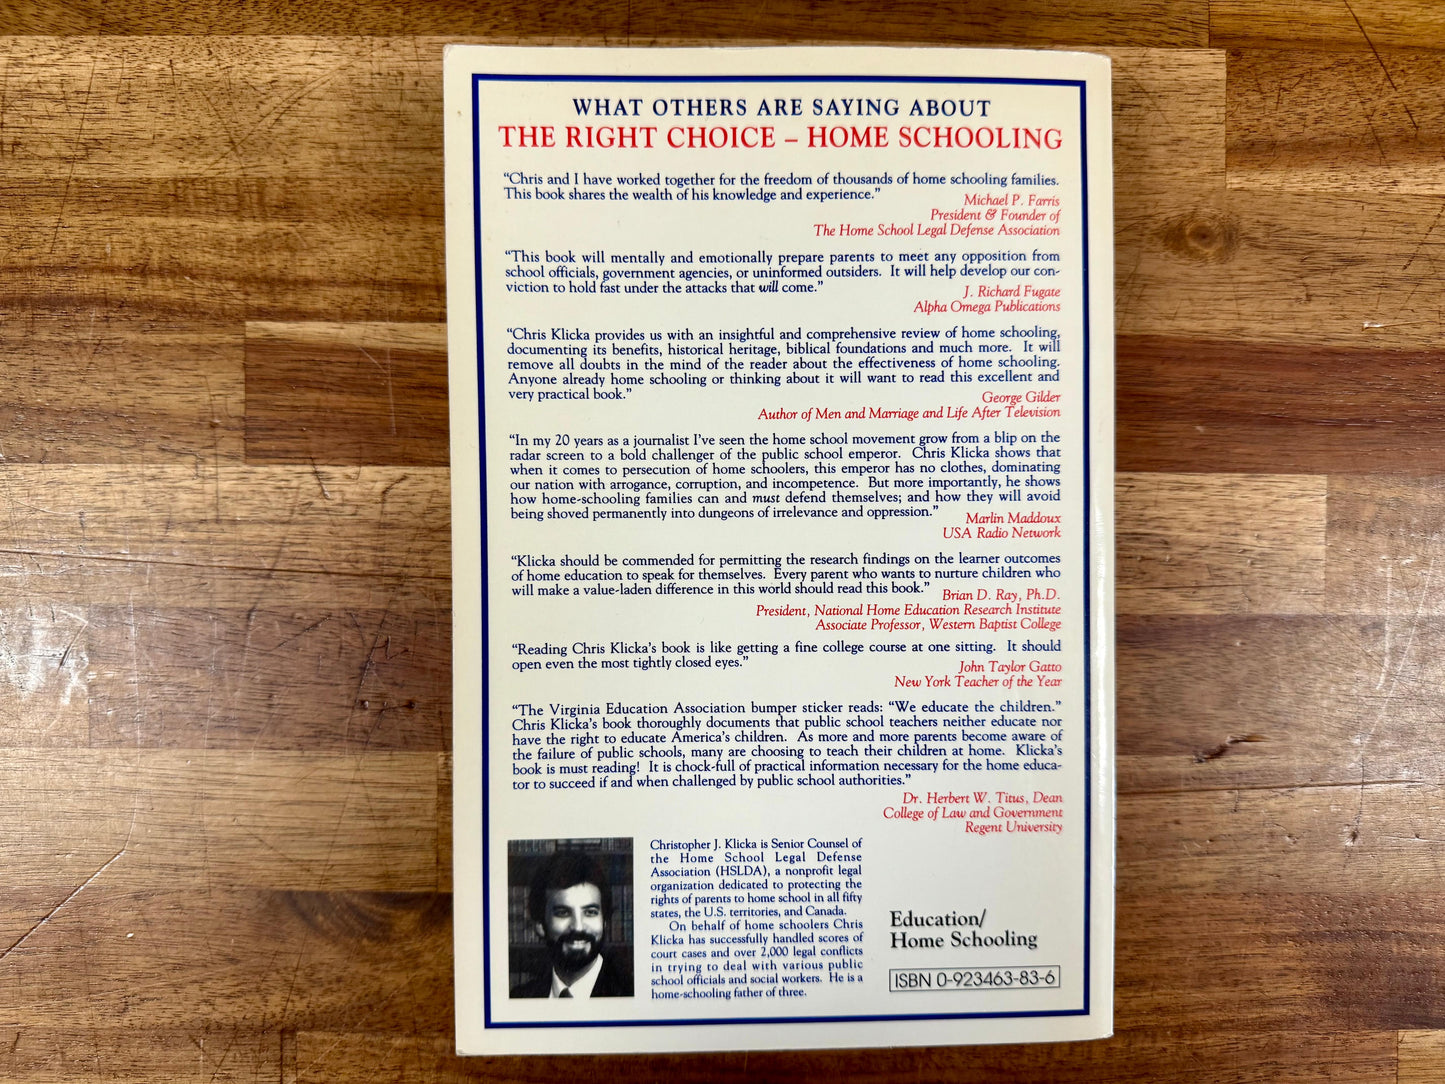 WHAT OTHERS ARE SAYING ABOUT
THE RIGHT CHOICE – HOME SCHOOLING
“Chris and I have worked together for the freedom of thousands of home schooling families.
This book shares the wealth of his knowledge and experience.”
Michael P. Farris
President & Founder of
The Home School Legal Defense Association
“This book will mentally and emotionally prepare parents to meet any opposition from
school officials, government agencies, or uninformed outsiders. It will help develop our con-
viction to hold fast under the attacks that will come.”
J. Richard Fugate
Alpha Omega Publications
“Chris Klicka provides us with an insightful and comprehensive review of home schooling,
documenting its benefits, historical heritage, biblical foundations and much more. It will
remove all doubts in the mind of the reader about the effectiveness of home schooling.
Anyone already home schooling or thinking about it will want to read this excellent and
very practical book.”
George Gilder
Author of Men and Marriage and Life After Television
“In my 20 years as a journalist I’ve seen the home school movement grow from a blip on the
radar screen to a bold challenger of the public school emperor. Chris Klicka shows that
when it comes to persecution of home schoolers, this emperor has no clothes, dominating
our nation with arrogance, corruption, and incompetence. But more importantly, he shows
how home-schooling families can and must defend themselves; and how they will avoid
being shoved permanently into dungeons of irrelevance and oppression.”
Marlin Maddoux
USA Radio Network
“Klicka should be commended for permitting the research findings on the learner outcomes
of home education to speak for themselves. Every parent who wants to nurture children who
will make a value-laden difference in this world should read this book.”
Brian D. Ray, Ph.D.
President, National Home Education Research Institute
Associate Professor, Western Baptist College
“Reading Chris Klicka’s book is like getting a fine college course at one sitting. It should
open even the most tightly closed eyes.”
John Taylor Gatto
New York Teacher of the Year
“The Virginia Education Association bumper sticker reads: “We educate the children.”
Chris Klicka’s book thoroughly documents that public school teachers neither educate nor
have the right to educate America’s children. As more and more parents become aware of
the failure of public schools, many are choosing to teach their children at home. Klicka’s
book is must reading! It is chock-full of practical information necessary for the home educa-
tor to succeed if and when challenged by public school authorities.”
Dr. Herbert W. Titus, Dean
College of Law and Government
Regent University
Christopher J. Klicka is Senior Counsel of
the Home School Legal Defense
Association (HSLDA), a nonprofit legal
organization dedicated to protecting the
rights of parents to home school in all fifty
states, the U.S. territories, and Canada.
On behalf of home schoolers Chris
Klicka has successfully handled scores of
court cases and over 2,000 legal conflicts
in trying to deal with various public
school officials and social workers. He is a
home-schooling father of three.
Education/
Home Schooling
ISBN 0-923463-83-6